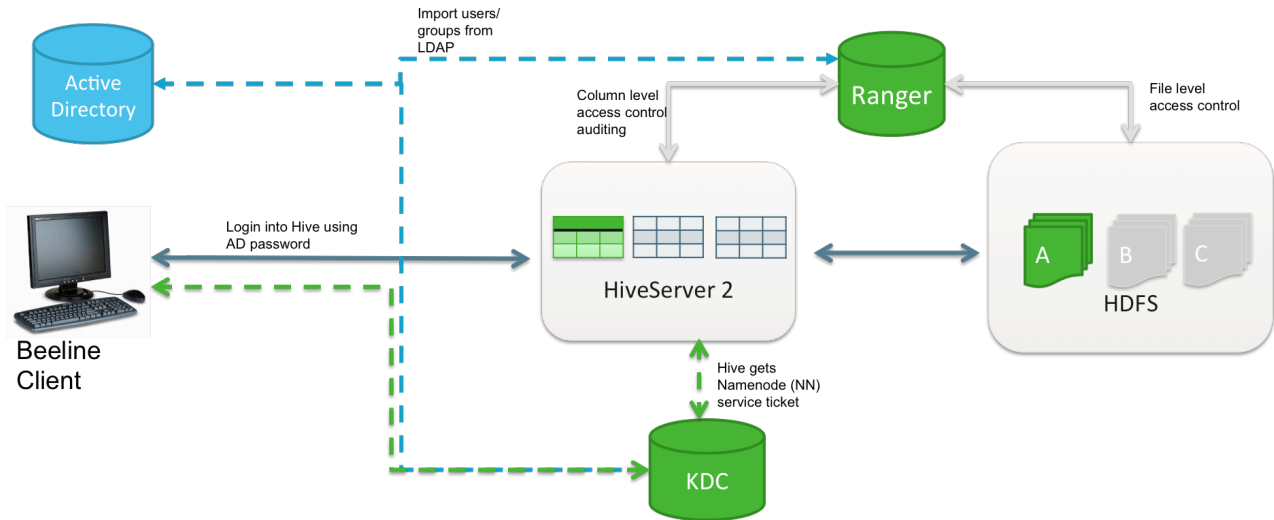 Import users/
groups from
LDAP
Active
Directory
Ranger
Column level
access control
auditing
File level
access control
Login into Hive using
AD password
A
B
C
HiveServer 2
HDFS
Beeline
Client
Hive gets
Namenode (NN)
service ticket
KDC